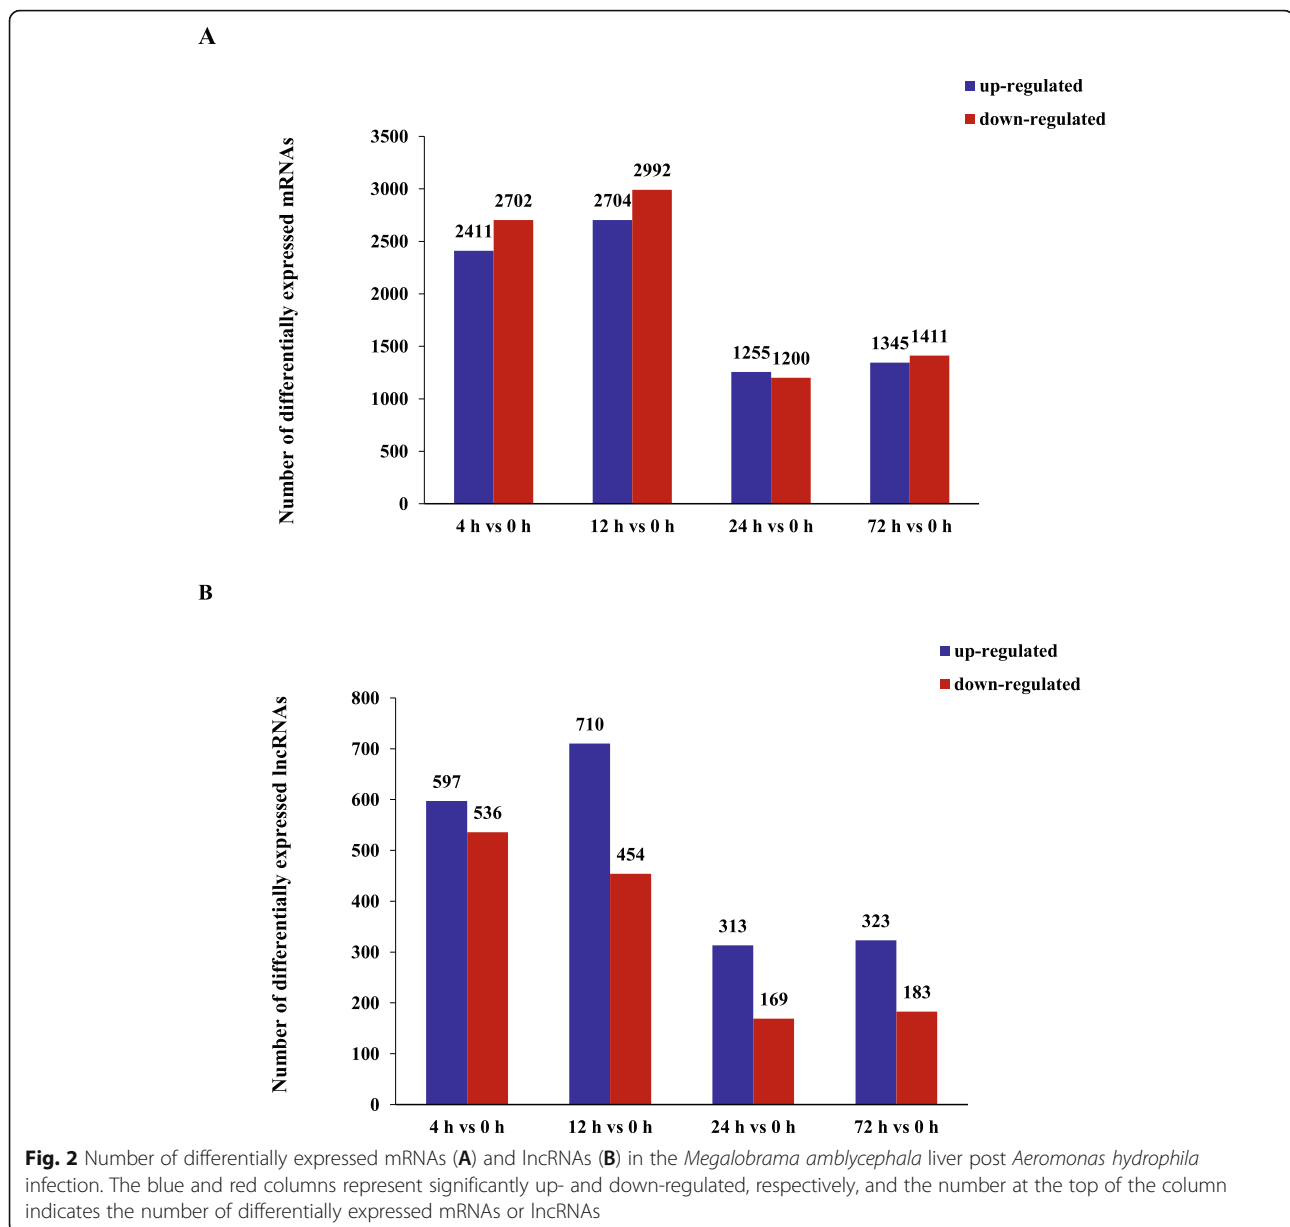 A
up-regulated
down-regulated
Number of differentially expressed mRNAs
3500
3000
2500
2000
1500
1000
500
0
2411
2702
2704
2992
1255
1200
1345
1411
4 h vs 0 h
12 h vs 0 h
24 h vs 0 h
72 h vs 0 h
B
up-regulated
down-regulated
Number of differentially expressed lncRNAs
800
700
600
500
400
300
200
100
0
597
536
710
454
313
169
323
183
4 h vs 0 h
12 h vs 0 h
24 h vs 0 h
72 h vs 0 h
Fig. 2 Number of differentially expressed mRNAs (A) and lncRNAs (B) in the Megalobrama amblycephala liver post Aeromonas hydrophila
infection. The blue and red columns represent significantly up- and down-regulated, respectively, and the number at the top of the column
indicates the number of differentially expressed mRNAs or lncRNAs